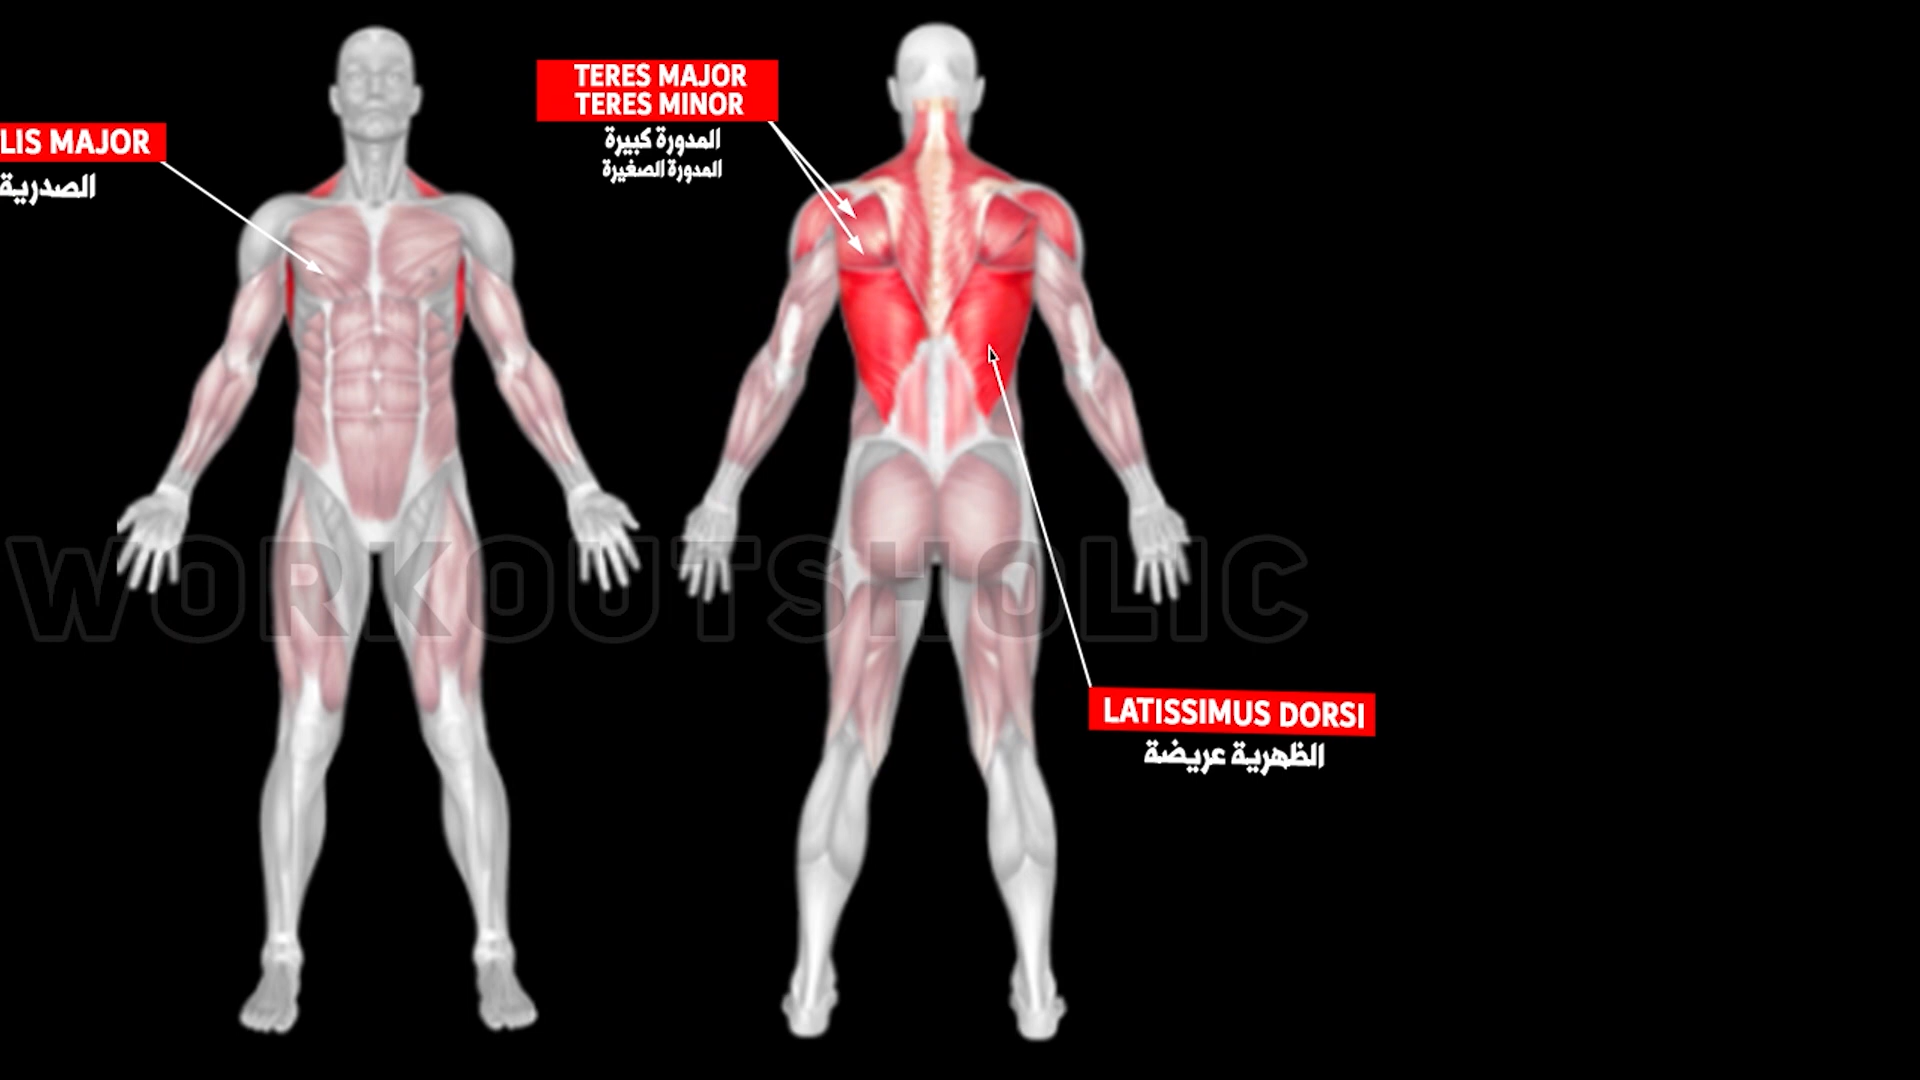 LIS MAJOR
الصدرية
TERES MAJOR
TERES MINOR
المدورة كبيرة
المدورة الصغيرة
WORKOUTSHOLIC
LATISSIMUS DORSI
الظهرية عريضة